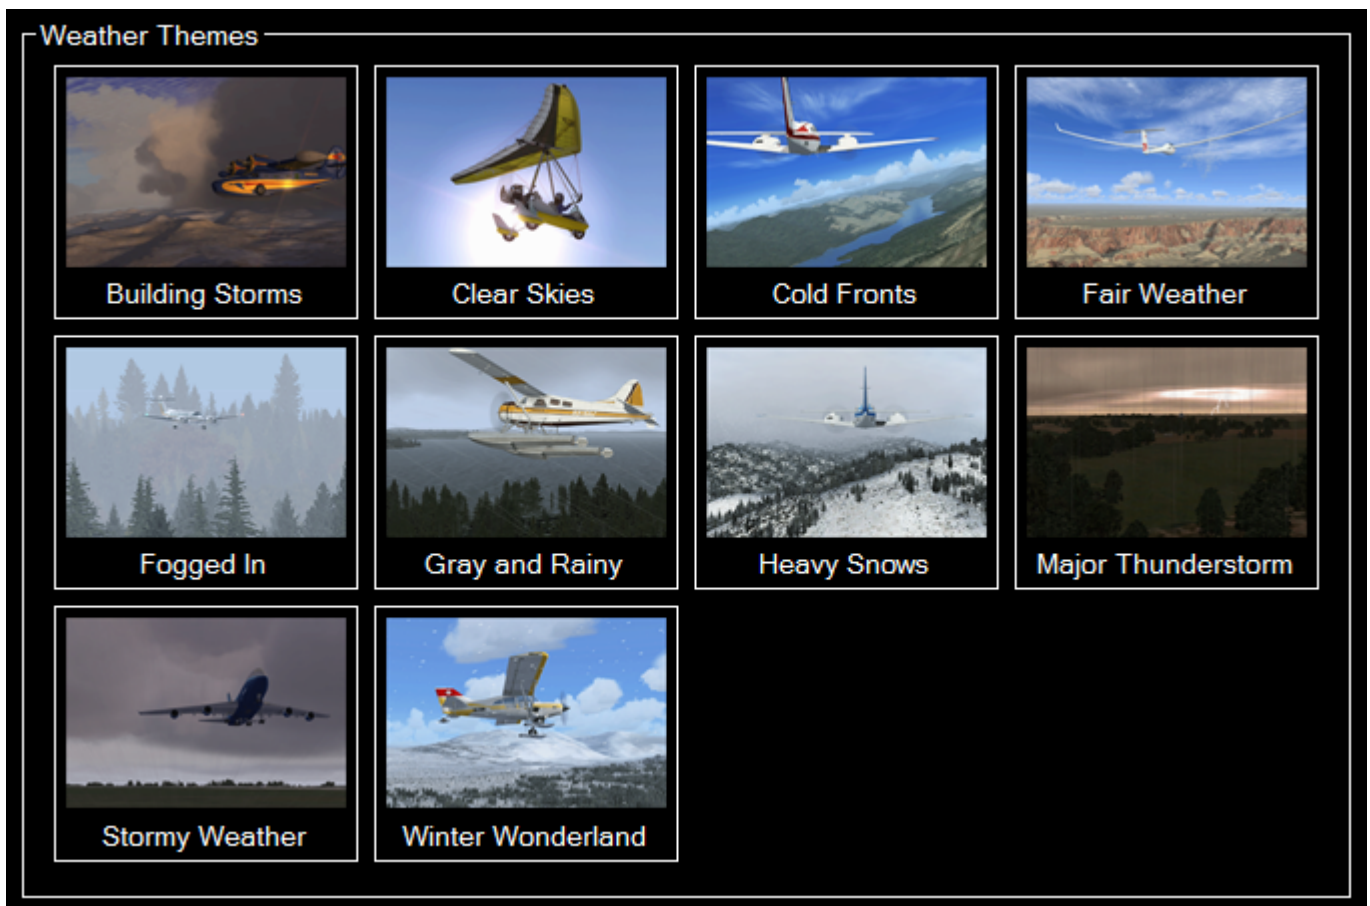 Weather Themes
Building Storms
Clear Skies
Cold Fronts
Fair Weather
Fogged In
Gray and Rainy
Heavy Snows
Major Thunderstorm
Stormy Weather
Winter Wonderland